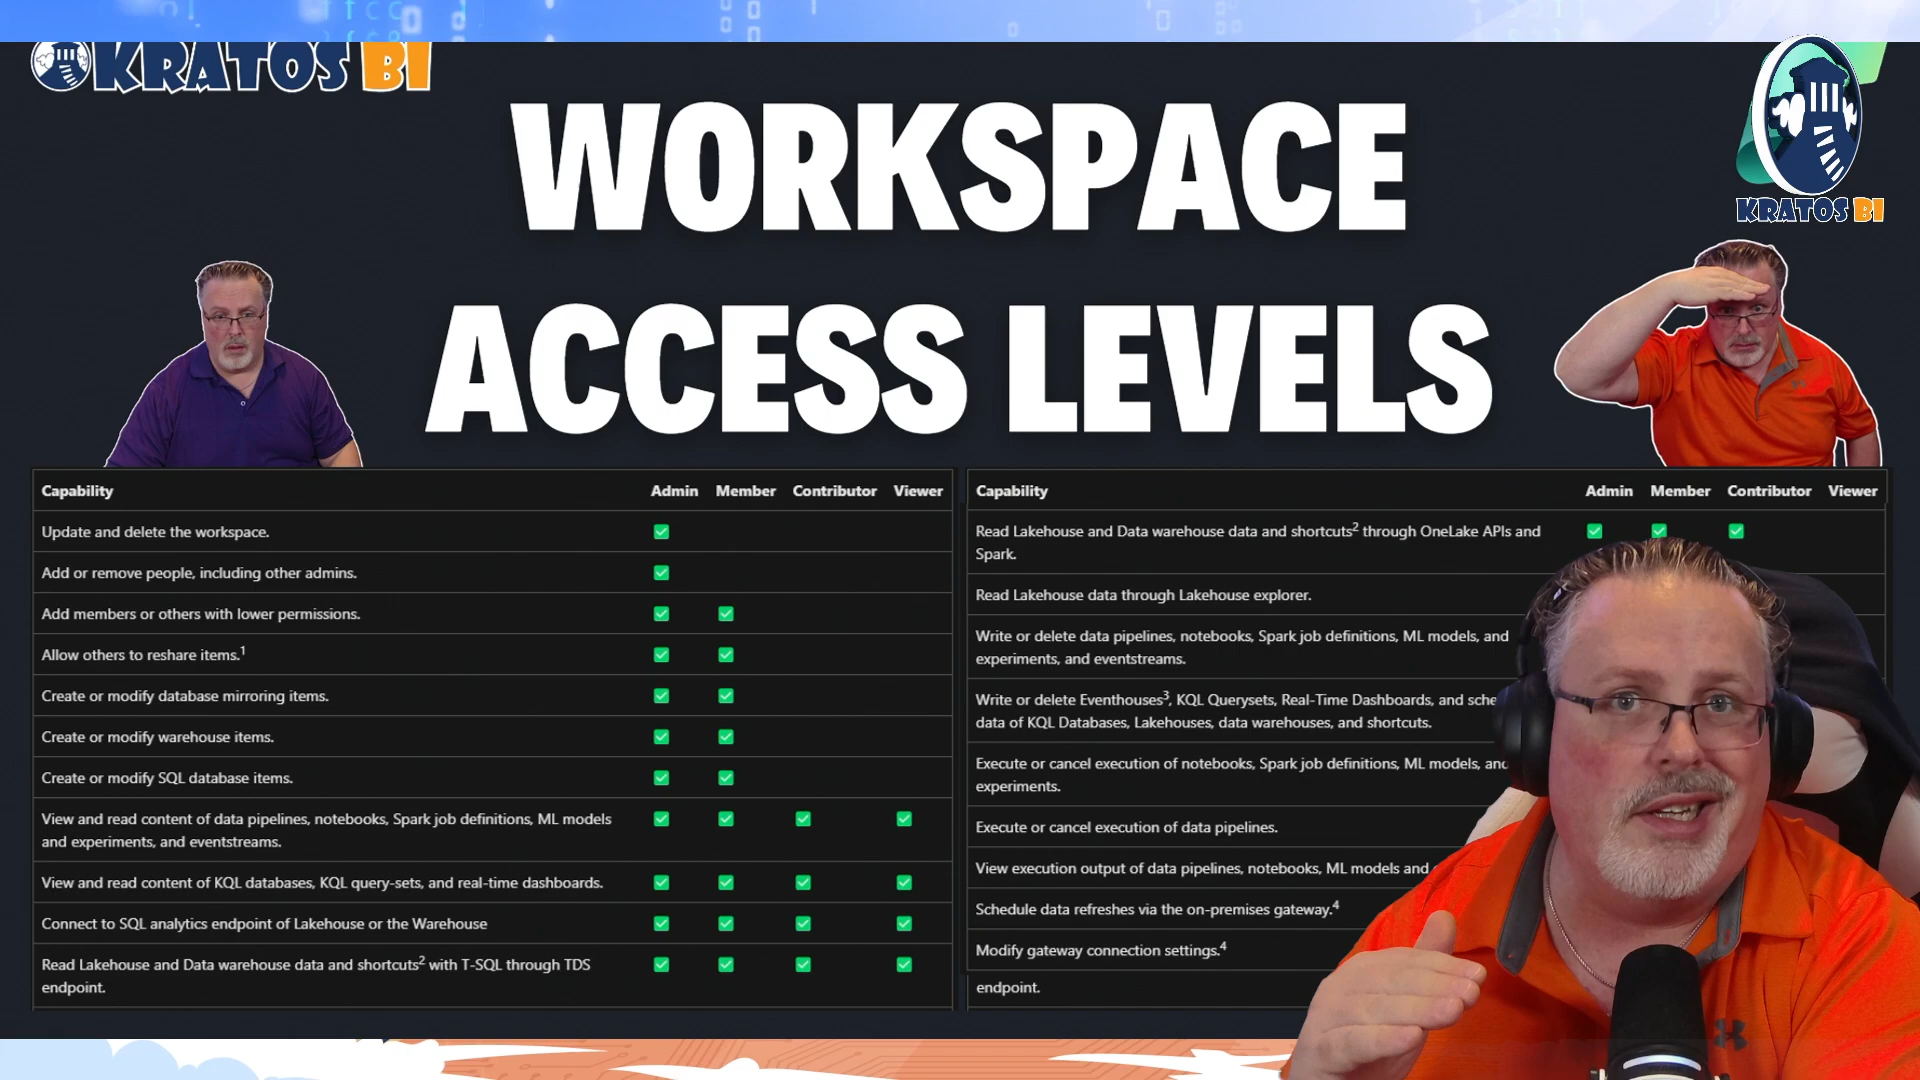 KRATOS BI
WORKSPACE
ACCESS LEVELS
KRATOS BI
Capability Admin Member Contributor Viewer
Update and delete the workspace. ✅
Add or remove people, including other admins. ✅
Add members or others with lower permissions. ✅ ✅
Allow others to reshare items.1 ✅ ✅
Create or modify database mirroring items. ✅ ✅
Create or modify warehouse items. ✅ ✅
Create or modify SQL database items. ✅ ✅
View and read content of data pipelines, notebooks, Spark job definitions, ML models ✅ ✅ ✅ ✅
and experiments, and eventstreams.
View and read content of KQL databases, KQL query-sets, and real-time dashboards. ✅ ✅ ✅ ✅
Connect to SQL analytics endpoint of Lakehouse or the Warehouse ✅ ✅ ✅ ✅
Read Lakehouse and Data warehouse data and shortcuts2 with T-SQL through TDS ✅ ✅ ✅ ✅
endpoint.
Capability Admin Member Contributor Viewer
Read Lakehouse and Data warehouse data and shortcuts2 through OneLake APIs and ✅ ✅ ✅
Spark.
Read Lakehouse data through Lakehouse explorer.
Write or delete data pipelines, notebooks, Spark job definitions, ML models, and
experiments, and eventstreams.
Write or delete Eventhouses3, KQL Querysets, Real-Time Dashboards, and
data of KQL Databases, Lakehouses, data warehouses, and shortcuts.
Execute or cancel execution of notebooks, Spark job definitions, ML models,
experiments.
Execute or cancel execution of data pipelines.
View execution output of data pipelines, notebooks, ML models and
Schedule data refreshes via the on-premises gateway.4
Modify gateway connection settings.4
endpoint.